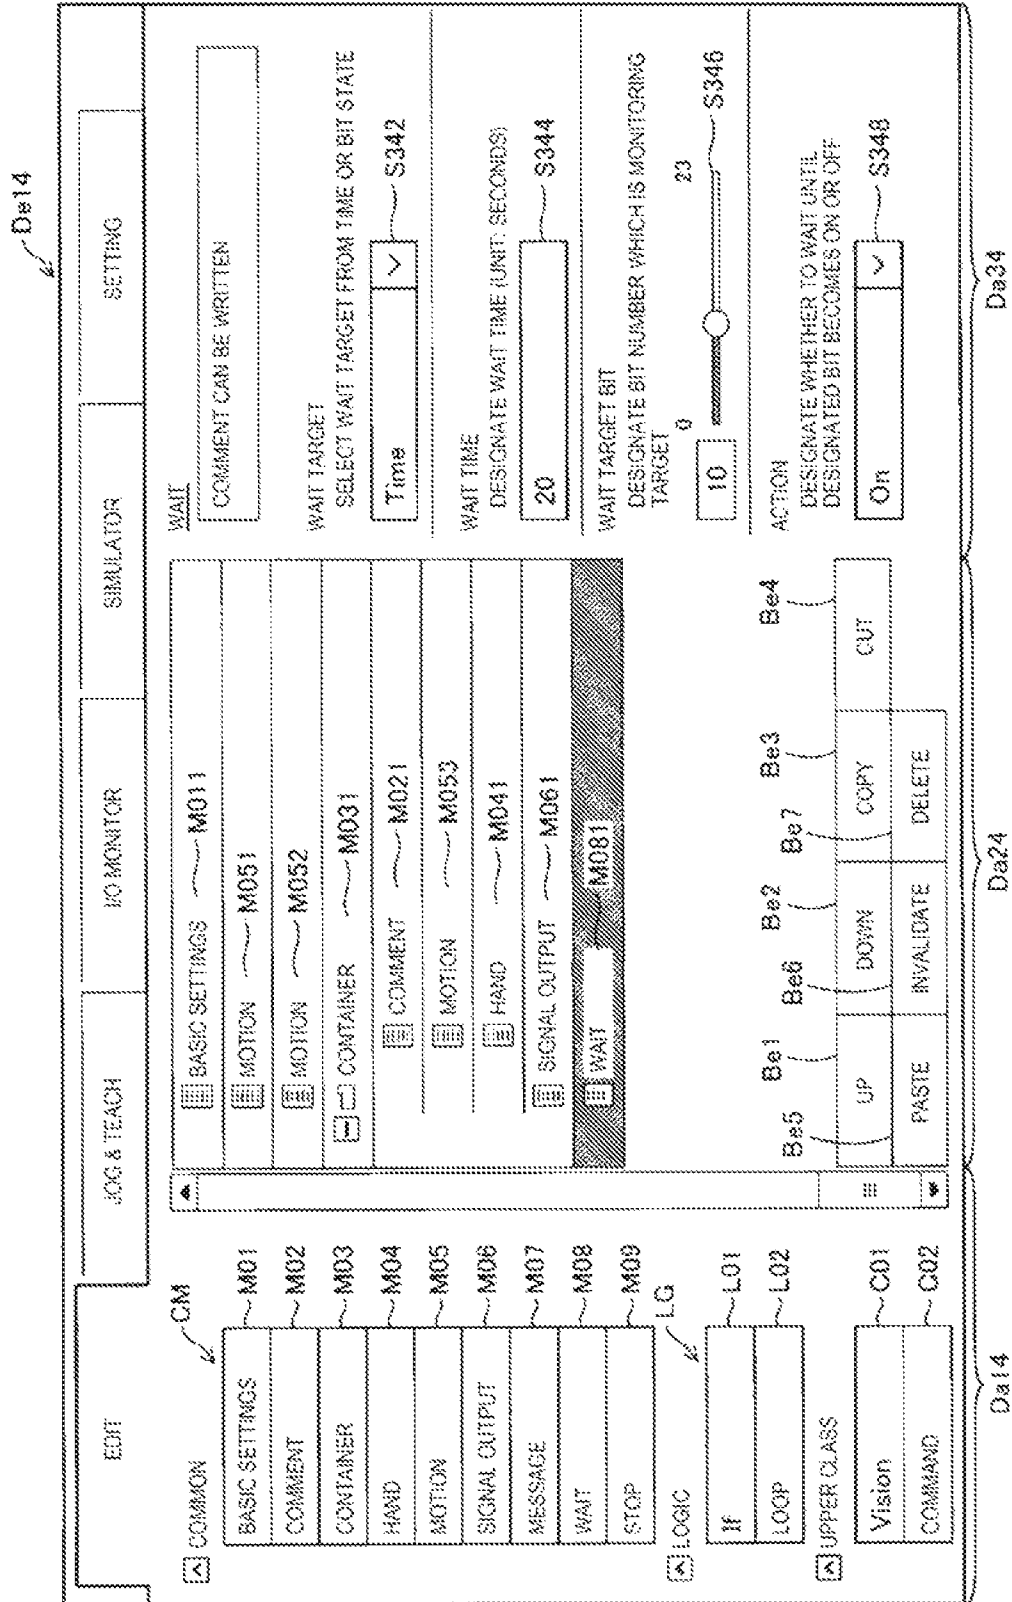 De14
EDIT
JOG & TEACH
I/O MONITOR
SIMULATOR
SETTING
COMMON
CM
BASIC SETTINGS M01
COMMENT M02
CONTAINER M03
HAND M04
MOTION M05
SIGNAL OUTPUT M06
MESSAGE M07
WAIT M08
STOP M09
LOGIC
LG
If L01
LOOP L02
UPPER CLASS
Vision C01
COMMAND C02
Da14
BASIC SETTINGS M011
MOTION M051
MOTION M052
CONTAINER M031
COMMENT M021
MOTION M053
HAND M041
SIGNAL OUTPUT M061
WAIT M081
Be5 Be1 Be6 Be2 Be7 Be3 Be4
UP DOWN COPY CUT
PASTE INVALIDATE DELETE
Da24
WAIT
COMMENT CAN BE WRITTEN
WAIT TARGET
SELECT WAIT TARGET FROM TIME OR BIT STATE
Time S342
WAIT TIME
DESIGNATE WAIT TIME (UNIT: SECONDS)
20 S344
WAIT TARGET BIT
DESIGNATE BIT NUMBER WHICH IS MONITORING
TARGET
0 23
10 S346
ACTION
DESIGNATE WHETHER TO WAIT UNTIL
DESIGNATED BIT BECOMES ON OR OFF
On S348
Da34